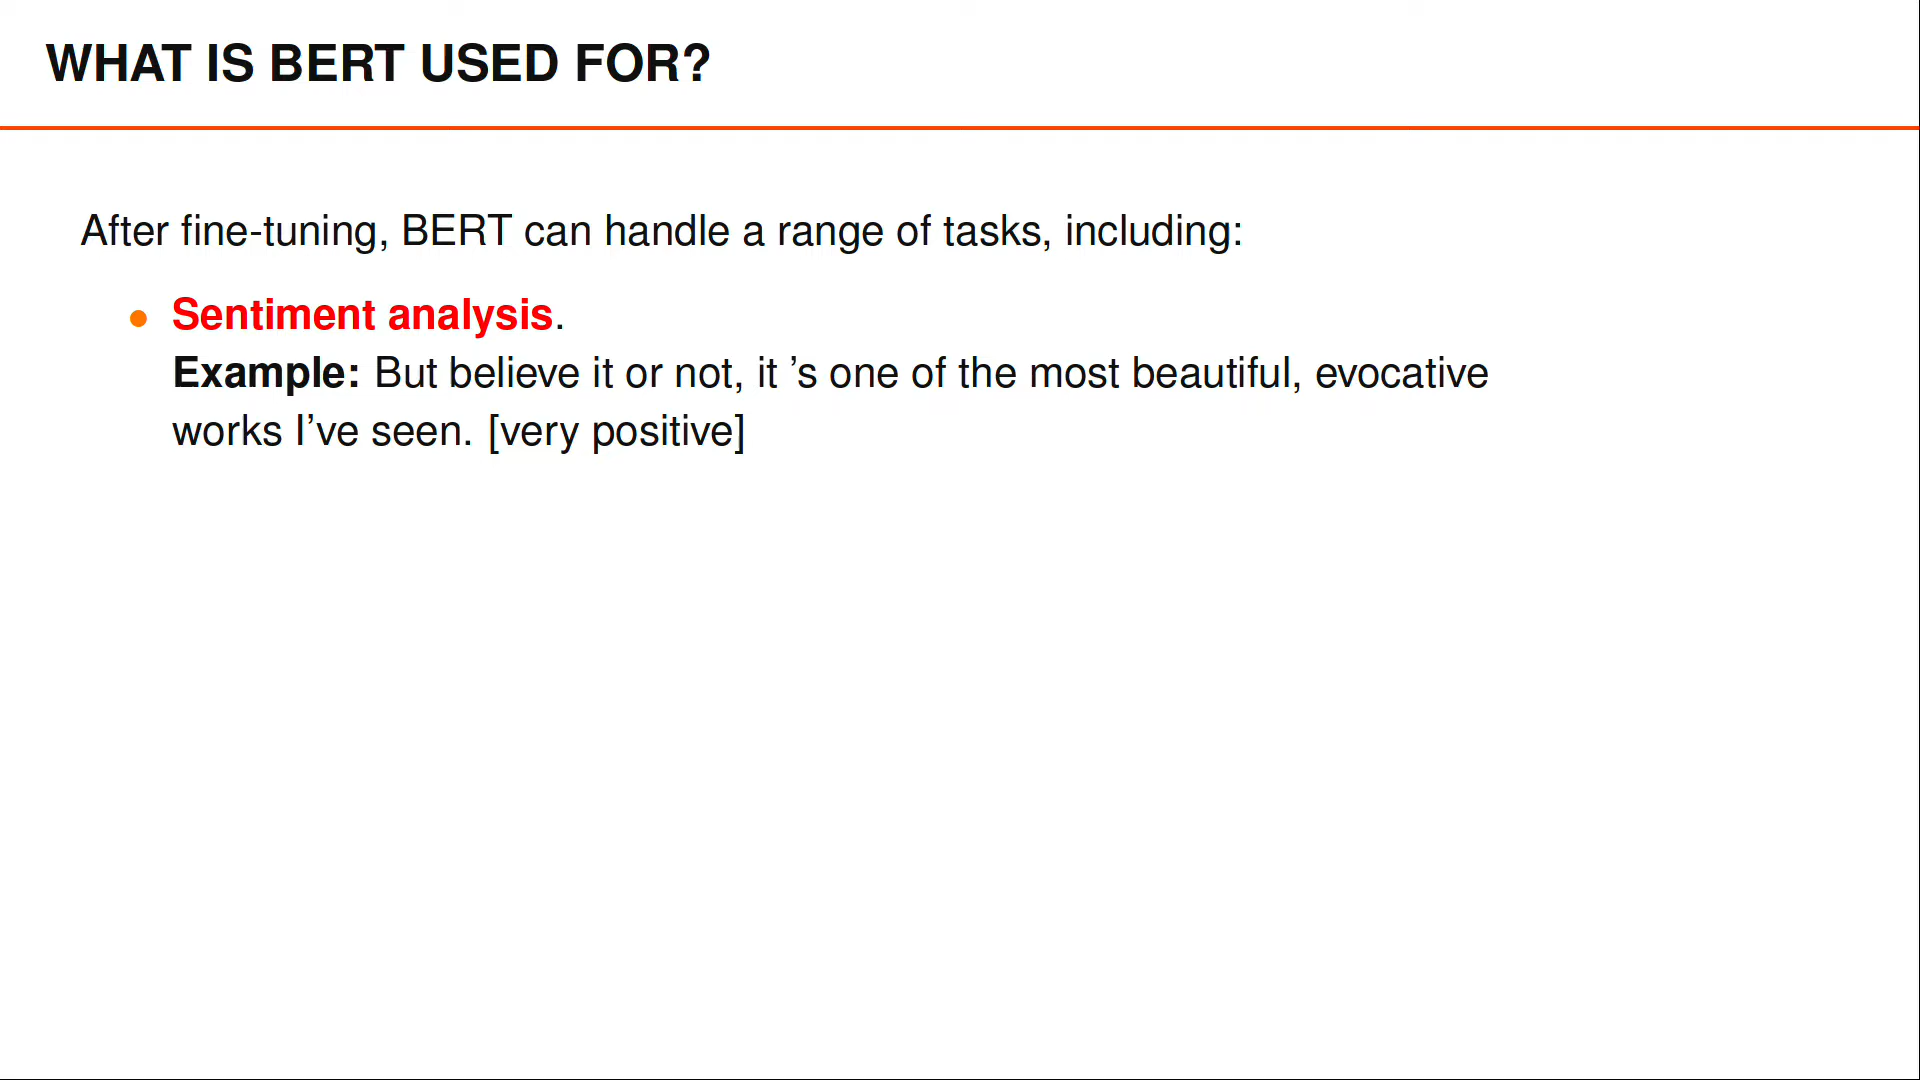 WHAT IS BERT USED FOR?
After fine-tuning, BERT can handle a range of tasks, including:
● Sentiment analysis.
Example: But believe it or not, it ’s one of the most beautiful, evocative
works I’ve seen. [very positive]